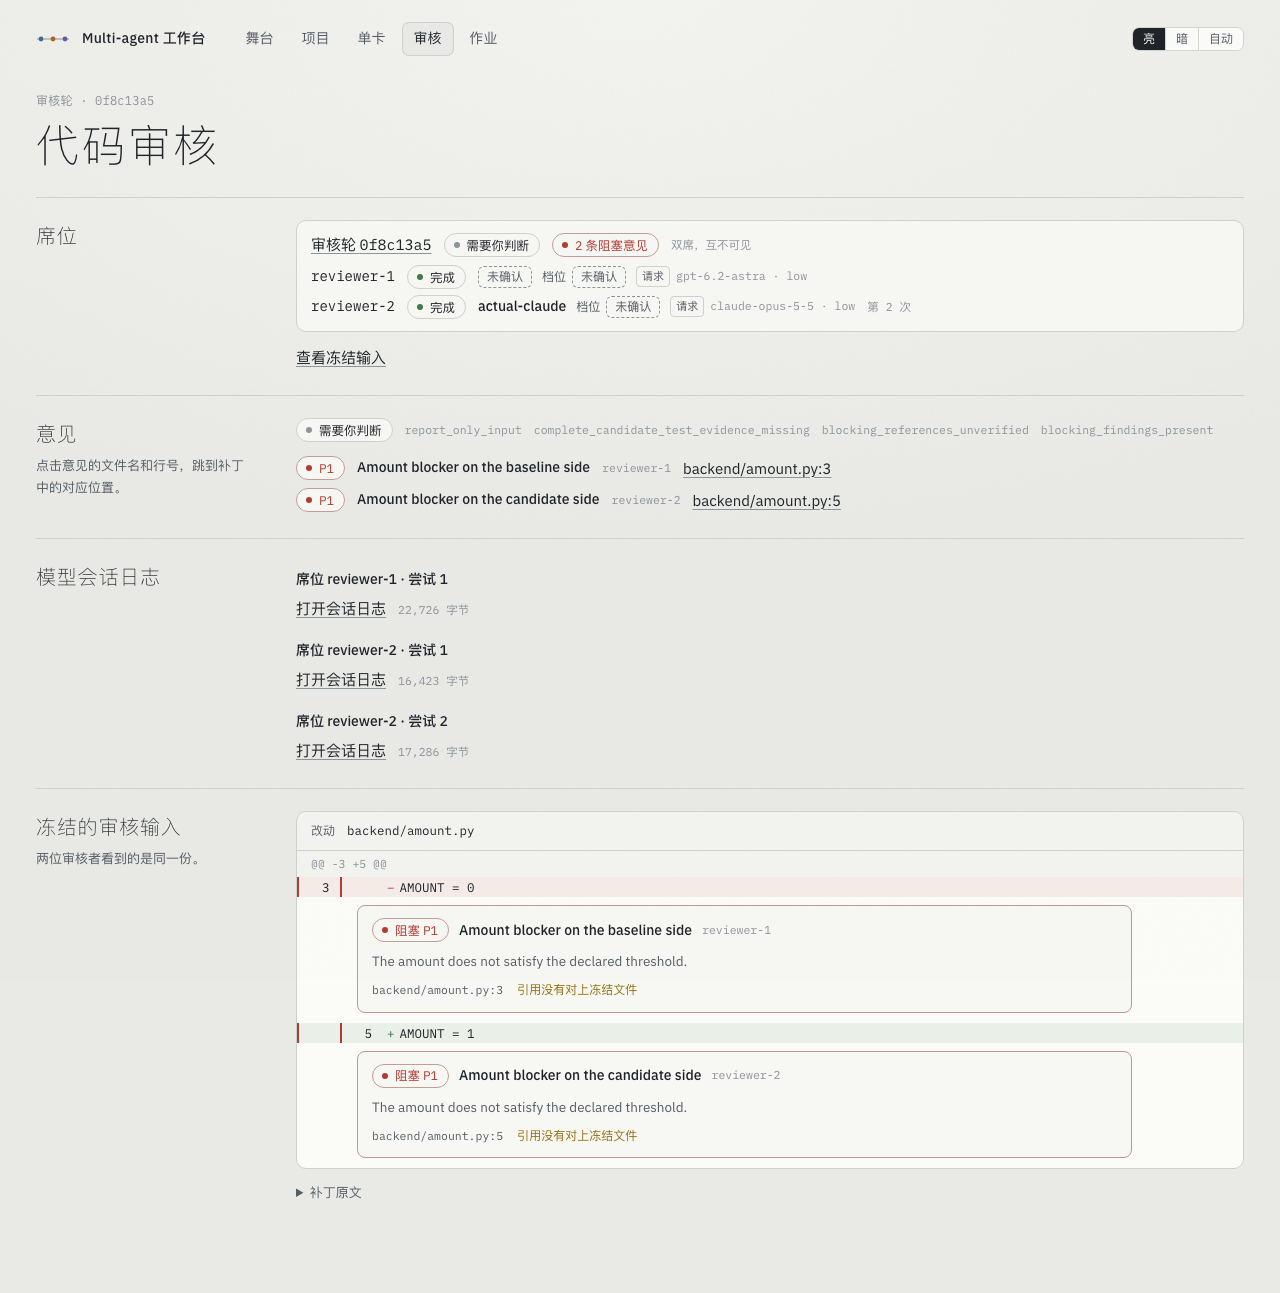 Multi-agent 工作台 舞台 项目 单卡 审核 作业 亮 暗 自动
审核轮 · 0f8c13a5
代码审核
席位
审核轮 0f8c13a5 需要你判断 2 条阻塞意见 双席，互不可见
reviewer-1 完成 未确认 档位 未确认 请求 gpt-6.2-astra · low
reviewer-2 完成 actual-claude 档位 未确认 请求 claude-opus-5-5 · low 第 2 次
查看冻结输入
意见
点击意见的文件名和行号，跳到补丁
中的对应位置。
需要你判断 report_only_input complete_candidate_test_evidence_missing blocking_references_unverified blocking_findings_present
P1 Amount blocker on the baseline side reviewer-1 backend/amount.py:3
P1 Amount blocker on the candidate side reviewer-2 backend/amount.py:5
模型会话日志
席位 reviewer-1 · 尝试 1
打开会话日志 22,726 字节
席位 reviewer-2 · 尝试 1
打开会话日志 16,423 字节
席位 reviewer-2 · 尝试 2
打开会话日志 17,286 字节
冻结的审核输入
两位审核者看到的是同一份。
改动 backend/amount.py
@@ -3 +5 @@
3 − AMOUNT = 0
阻塞 P1 Amount blocker on the baseline side reviewer-1
The amount does not satisfy the declared threshold.
backend/amount.py:3 引用没有对上冻结文件
5 + AMOUNT = 1
阻塞 P1 Amount blocker on the candidate side reviewer-2
The amount does not satisfy the declared threshold.
backend/amount.py:5 引用没有对上冻结文件
▶ 补丁原文